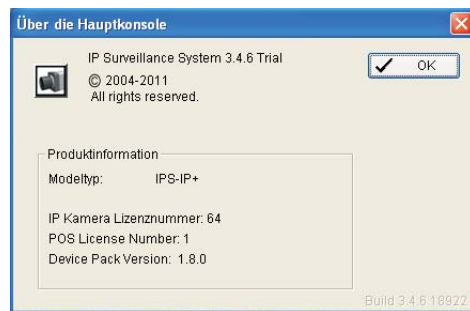 Über die Hauptkonsole
IP Surveillance System 3.4.6 Trial
OK
© 2004-2011
All rights reserved.
Produktinformation
Modeltyp: IPS-IP+
IP Kamera Lizenznummer: 64
POS License Number: 1
Device Pack Version: 1.8.0
Build 3.4.6.18922